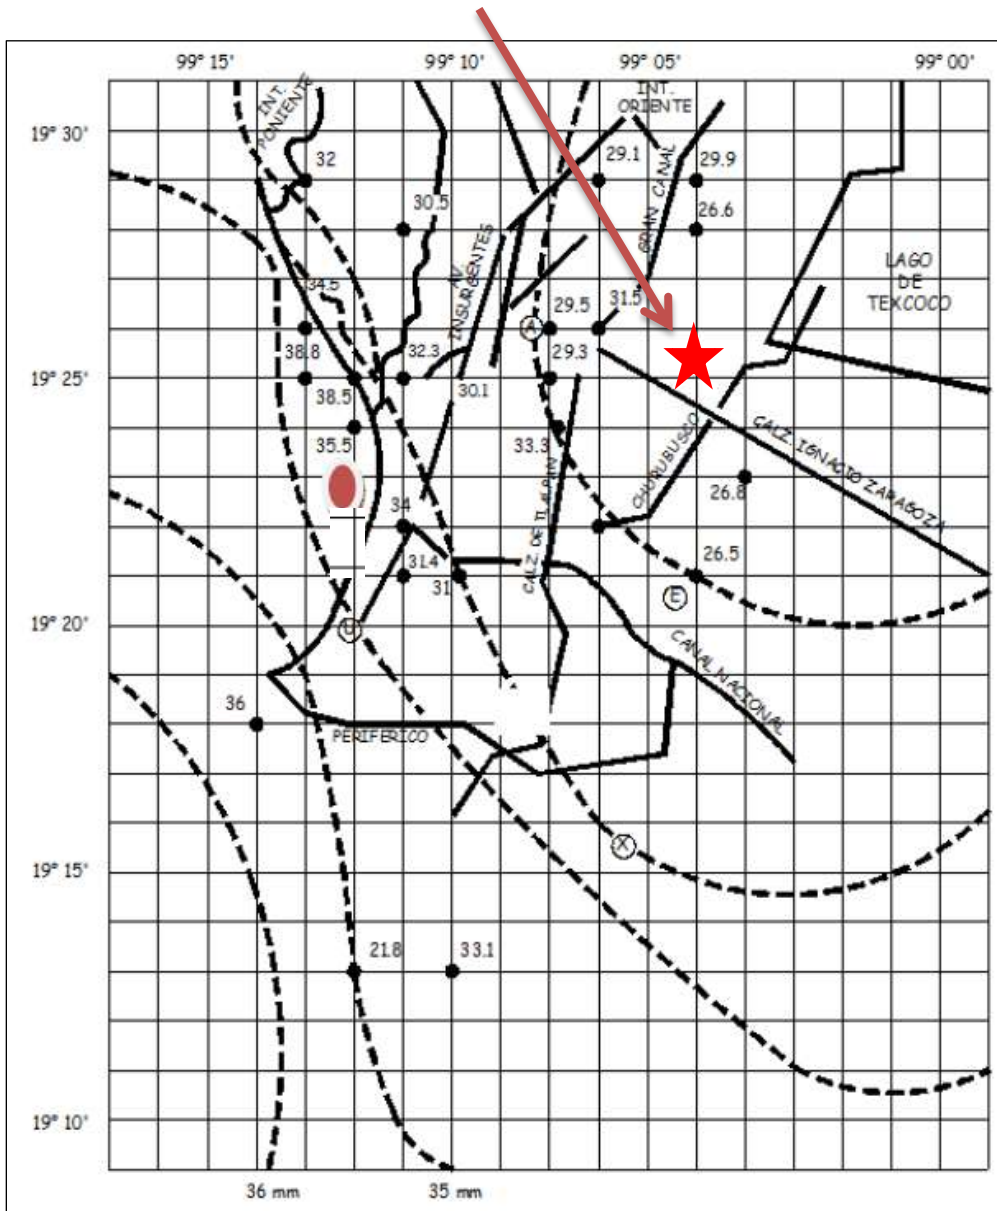 99° 15'
99° 10'
99° 05'
99° 00'
INT.
PONIENTE
INT.
ORIENTE
19° 30'
32
29.1
29.9
30.5
26.6
GRAN CANAL
AV.
INSURGENTES
LAGO
DE
TEXCOCO
34.5
29.5
31.5
A
38.8
32.3
29.3
19° 25'
38.5
30.1
35.5
33.3
CHURUBUSCO
CALZ. IGNACIO ZARAGOZA
CALZ. DE TLALPAN
26.8
34
31.4
31
26.5
E
19° 20'
U
CANAL NACIONAL
36
PERIFERICO
X
19° 15'
21.8
33.1
19° 10'
36 mm
35 mm